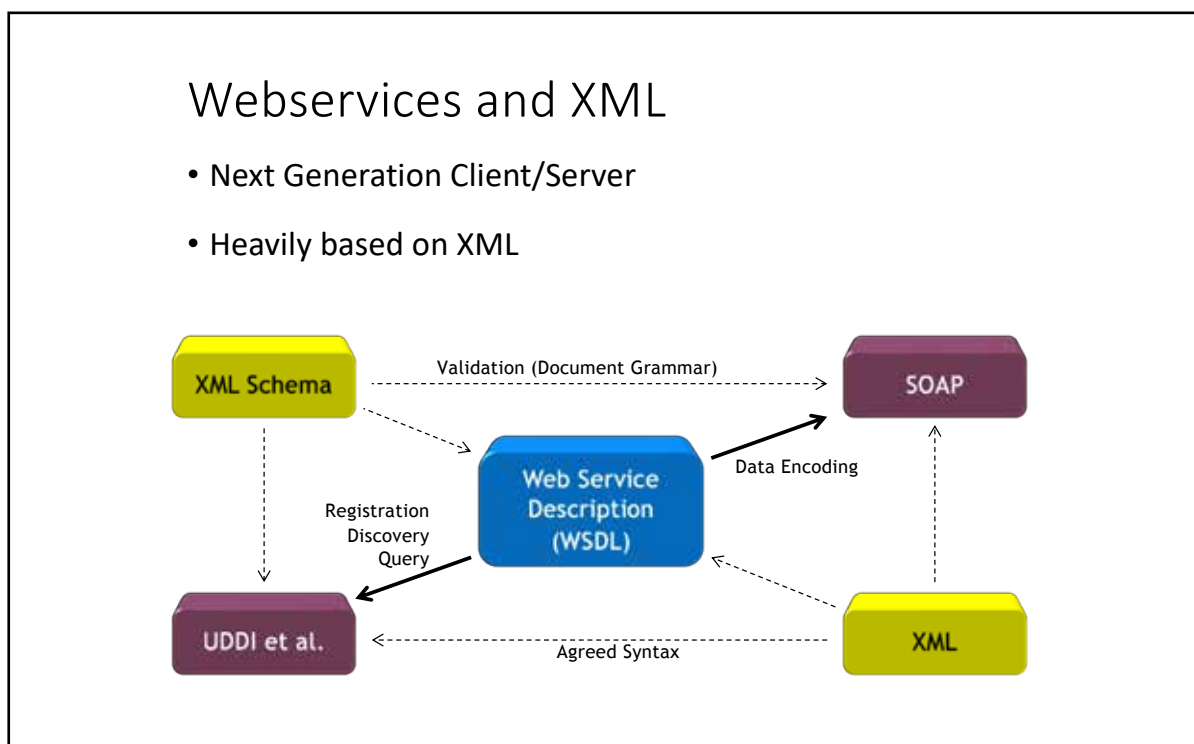 Webservices and XML
• Next Generation Client/Server
• Heavily based on XML
XML Schema
Validation (Document Grammar)
SOAP
Web Service
Description
(WSDL)
Data Encoding
Registration
Discovery
Query
UDDI et al.
Agreed Syntax
XML